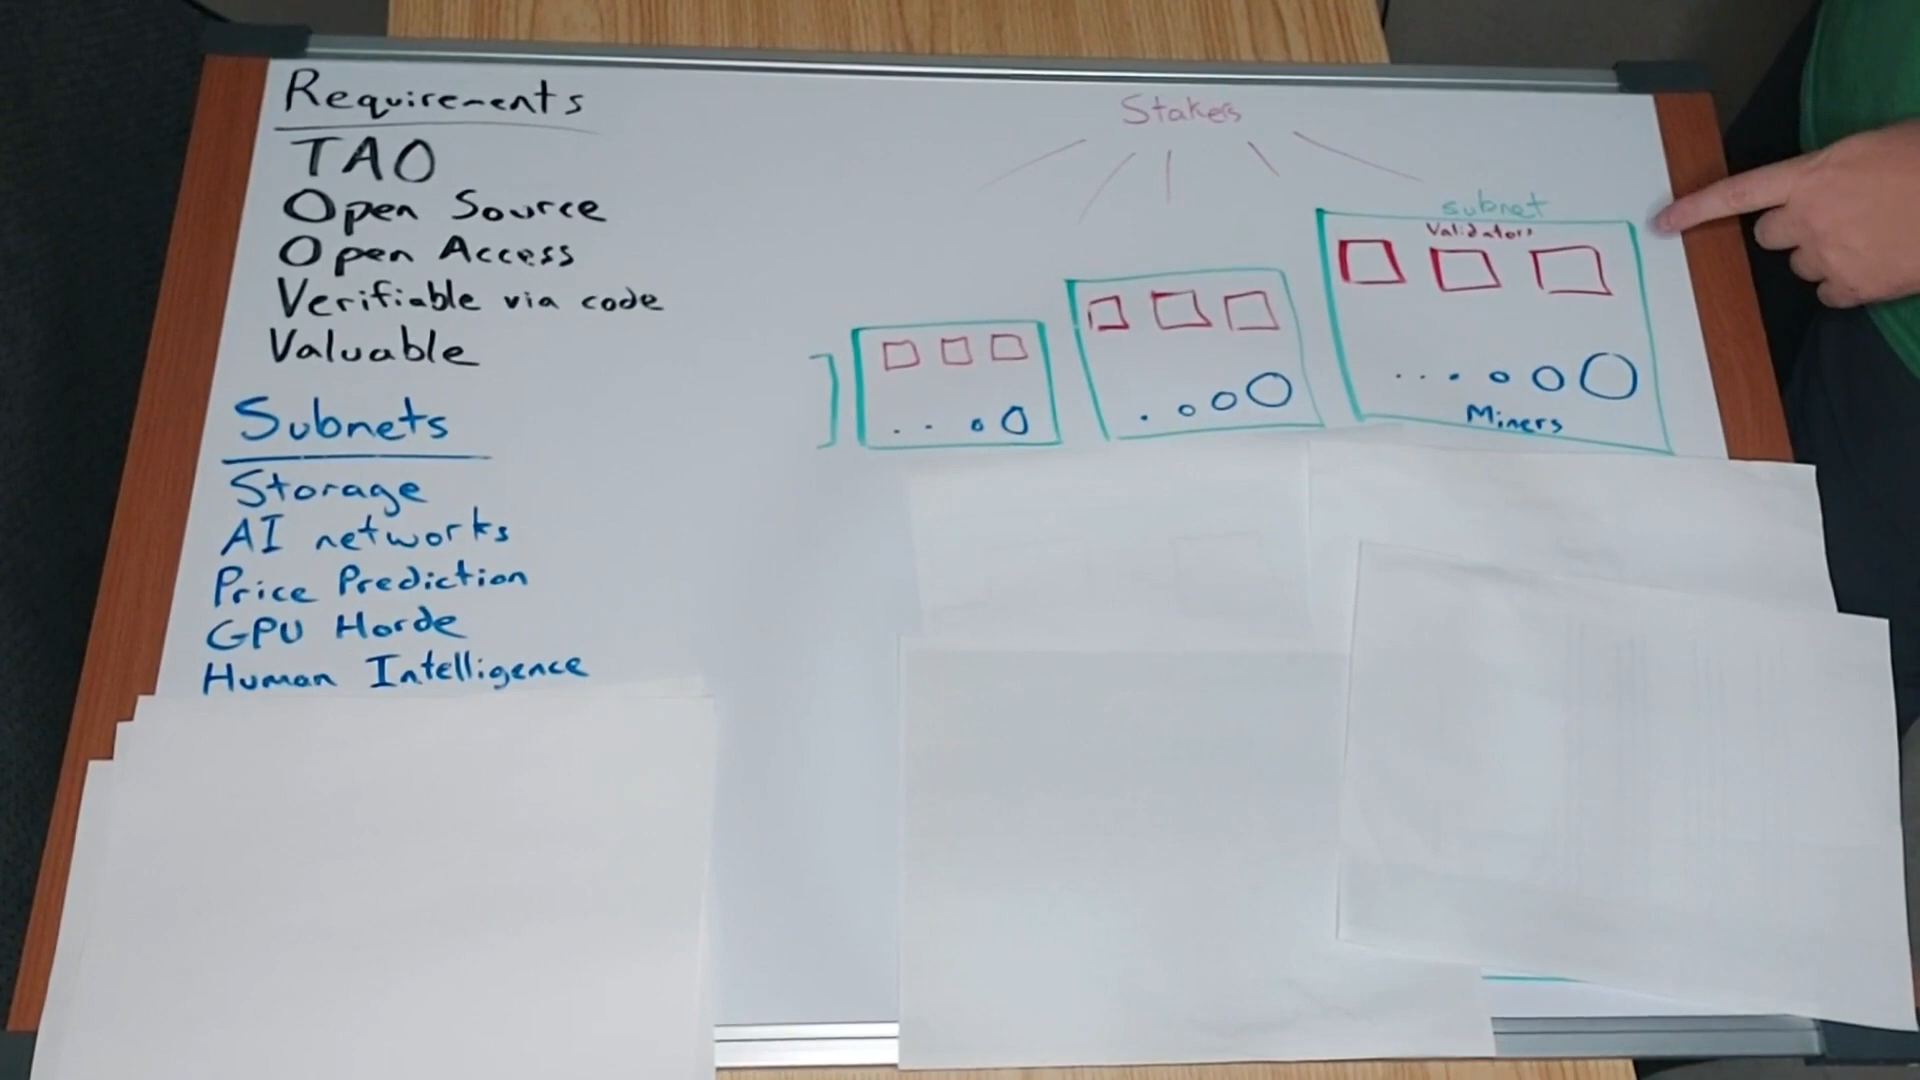 Requirements
TAO
Open Source
Open Access
Verifiable via code
Valuable
Subnets
Storage
AI networks
Price Prediction
GPU Horde
Human Intelligence
Stakers
subnet
Validators
Miners